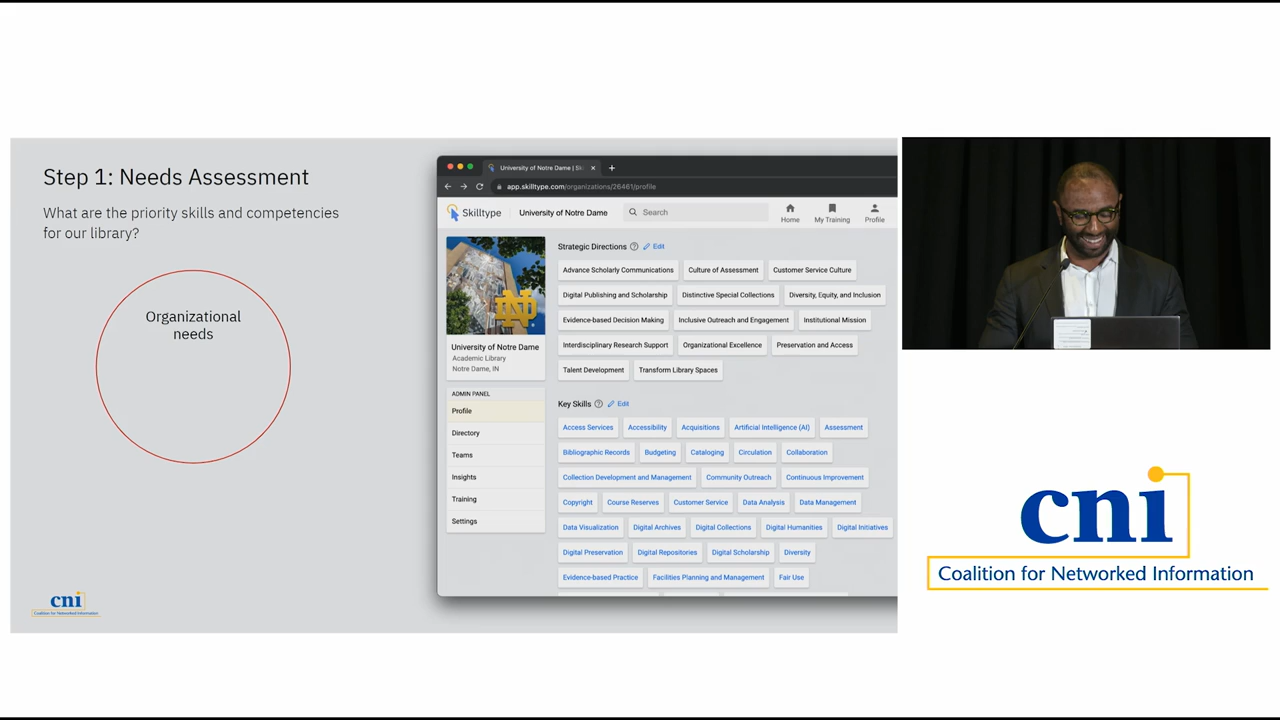 Step 1: Needs Assessment
What are the priority skills and competencies
for our library?
Organizational
needs
cni
Coalition for Networked Information
University of Notre Dame | Sk
app.skilltype.com/organizations/26461/profile
Skilltype
University of Notre Dame
Search
Home
My Training
Profile
University of Notre Dame
Academic Library
Notre Dame, IN
ADMIN PANEL
Profile
Directory
Teams
Insights
Training
Settings
Strategic Directions ? Edit
Advance Scholarly Communications Culture of Assessment Customer Service Culture
Digital Publishing and Scholarship Distinctive Special Collections Diversity, Equity, and Inclusion
Evidence-based Decision Making Inclusive Outreach and Engagement Institutional Mission
Interdisciplinary Research Support Organizational Excellence Preservation and Access
Talent Development Transform Library Spaces
Key Skills ? Edit
Access Services Accessibility Acquisitions Artificial Intelligence (AI) Assessment
Bibliographic Records Budgeting Cataloging Circulation Collaboration
Collection Development and Management Community Outreach Continuous Improvement
Copyright Course Reserves Customer Service Data Analysis Data Management
Data Visualization Digital Archives Digital Collections Digital Humanities Digital Initiatives
Digital Preservation Digital Repositories Digital Scholarship Diversity
Evidence-based Practice Facilities Planning and Management Fair Use
cni
Coalition for Networked Information